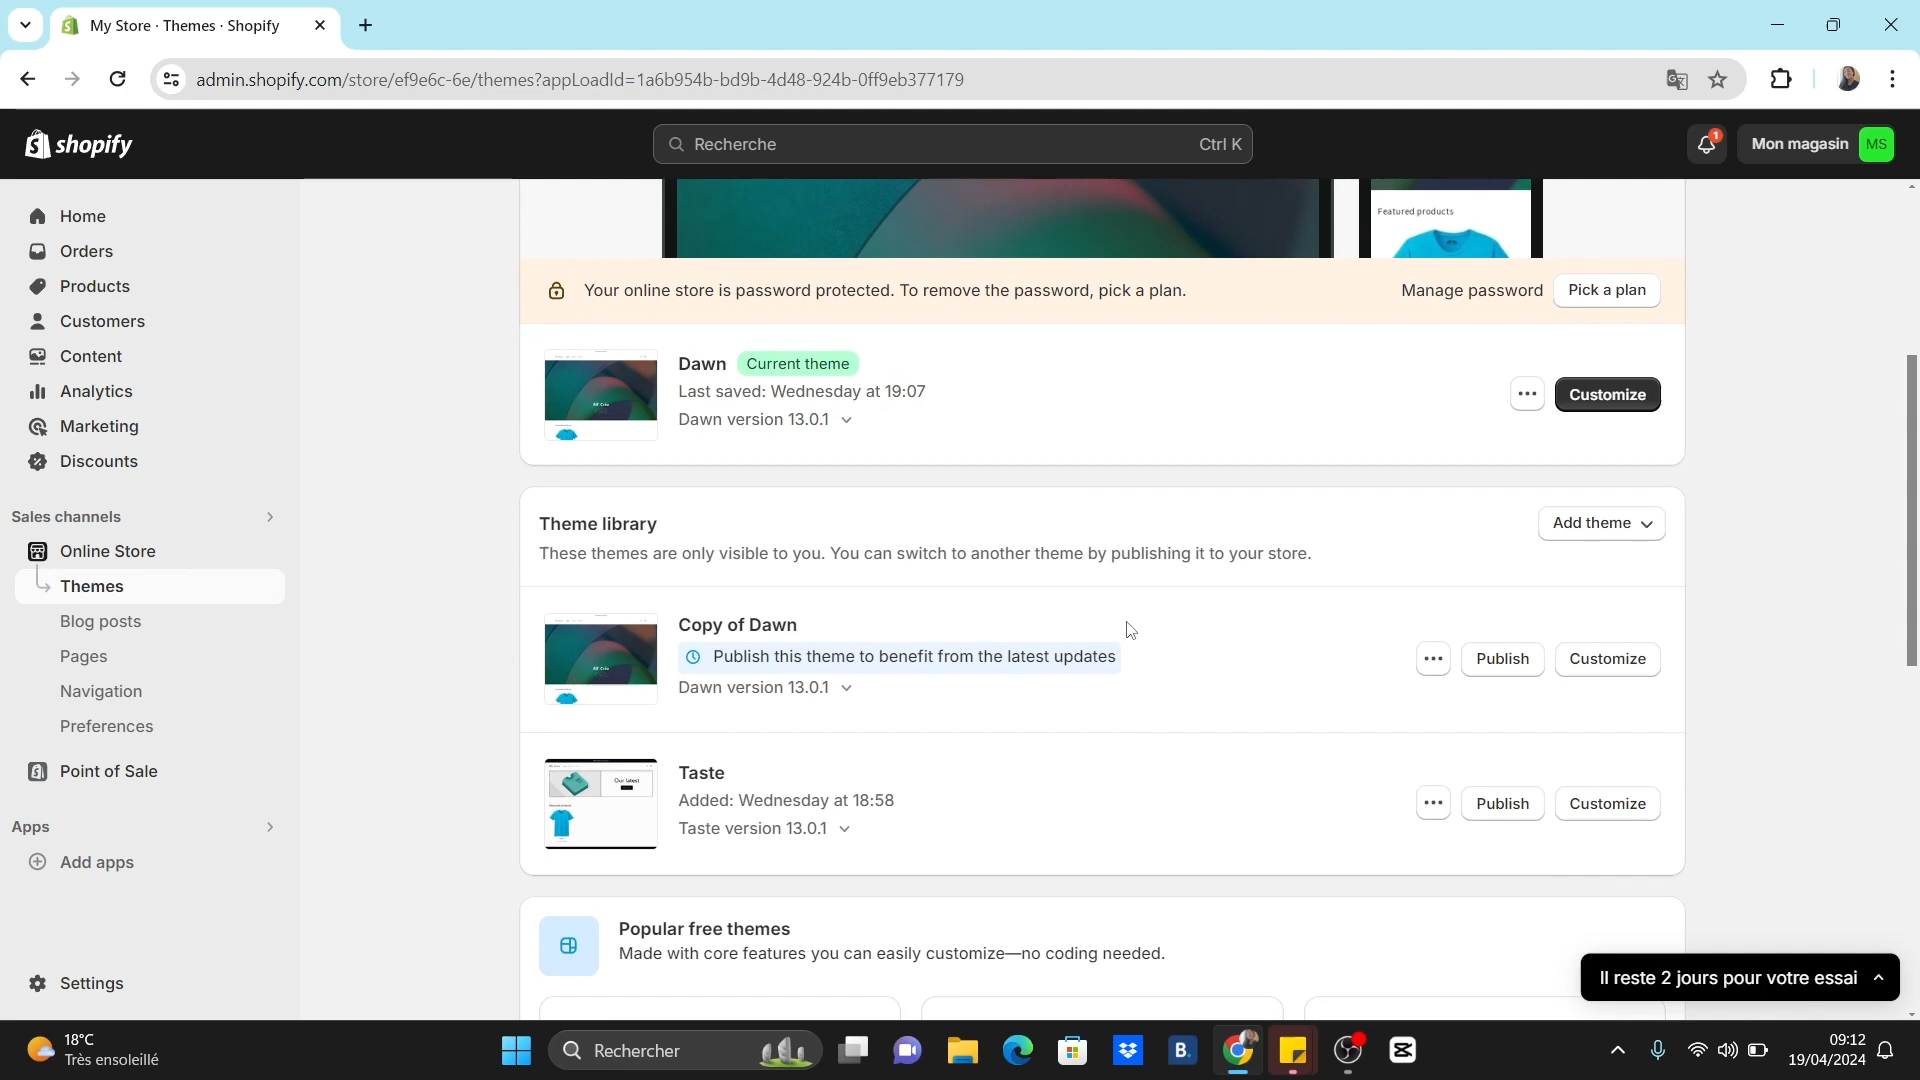 My Store · Themes · Shopify
admin.shopify.com/store/ef9e6c-6e/themes?appLoadId=1a6b954b-bd9b-4d48-924b-0ff9eb377179
shopify
Recherche
Ctrl K
1
Mon magasin
MS
Home
Orders
Products
Customers
Content
Analytics
Marketing
Discounts
Sales channels
Online Store
Themes
Blog posts
Pages
Navigation
Preferences
Point of Sale
Apps
Add apps
Settings
Featured products
Your online store is password protected. To remove the password, pick a plan.
Manage password
Pick a plan
Dawn
Current theme
Last saved: Wednesday at 19:07
Dawn version 13.0.1
Customize
Theme library
Add theme
These themes are only visible to you. You can switch to another theme by publishing it to your store.
Copy of Dawn
Publish this theme to benefit from the latest updates
Dawn version 13.0.1
Publish
Customize
Our latest
Taste
Added: Wednesday at 18:58
Taste version 13.0.1
Publish
Customize
Popular free themes
Made with core features you can easily customize—no coding needed.
Il reste 2 jours pour votre essai
18°C
Très ensoleillé
Rechercher
B.
09:12
19/04/2024